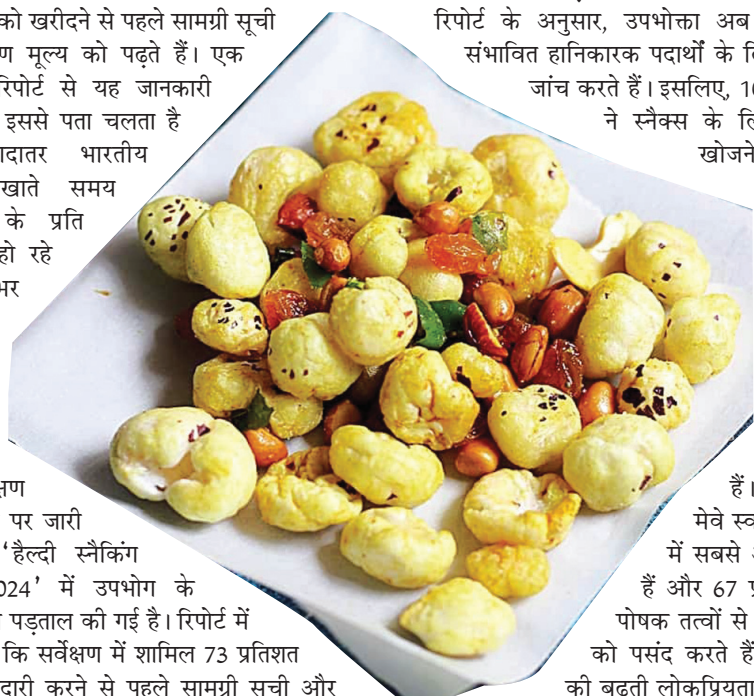 को खरीदने से पहले सामग्री सूची
ण मूल्य को पढ़ते हैं। एक
रिपोर्ट से यह जानकारी
इससे पता चलता है
ादातर भारतीय
खाते समय
के प्रति
हो रहे
भर
क्षण
पर जारी
‘हैल्दी स्नैकिंग
024’ में उपभोग के
पड़ताल की गई है। रिपोर्ट में
कि सर्वेक्षण में शामिल 73 प्रतिशत
दारी करने से पहले सामग्री सूची और
रिपोर्ट के अनुसार, उपभोक्ता अब
संभावित हानिकारक पदार्थों के लि
जांच करते हैं। इसलिए, 10
ने स्नैक्स के लि
खोजने
हैं।
मेवे स्व
में सबसे
हैं और 67 प्र
पोषक तत्वों से
को पसंद करते हैं
की बढ़ती लोकप्रियता